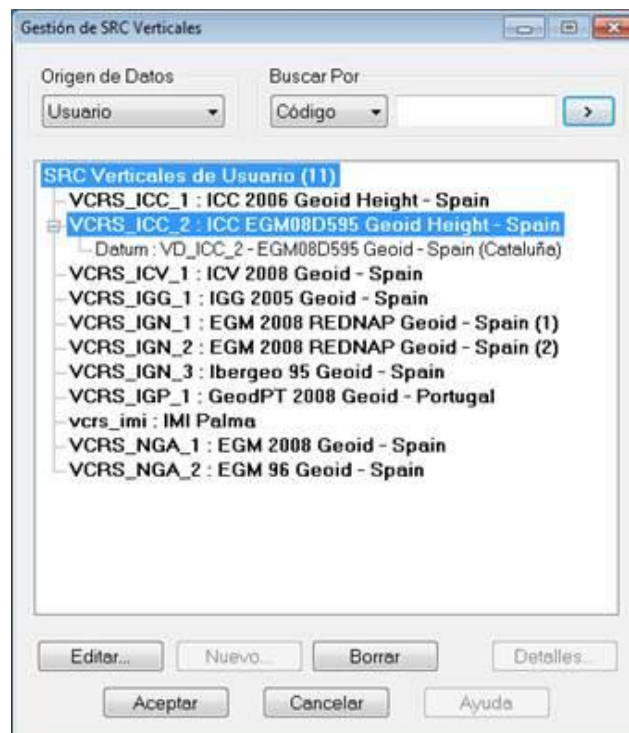 Gestión de SRC Verticales
Origen de Datos
Buscar Por
Usuario
Código
>
SRC Verticales de Usuario (11)
VCRS_ICC_1 : ICC 2006 Geoid Height - Spain
VCRS_ICC_2 : ICC EGM08D595 Geoid Height - Spain
Datum : VD_ICC_2 - EGM08D595 Geoid - Spain (Cataluña)
VCRS_ICV_1 : ICV 2008 Geoid - Spain
VCRS_IGG_1 : IGG 2005 Geoid - Spain
VCRS_IGN_1 : EGM 2008 REDNAP Geoid - Spain (1)
VCRS_IGN_2 : EGM 2008 REDNAP Geoid - Spain (2)
VCRS_IGN_3 : Ibergeo 95 Geoid - Spain
VCRS_IGP_1 : GeodPT 2008 Geoid - Portugal
vcrs_imi : IMI Palma
VCRS_NGA_1 : EGM 2008 Geoid - Spain
VCRS_NGA_2 : EGM 96 Geoid - Spain
Editar... Nuevo... Borrar Detalles...
Aceptar Cancelar Ayuda